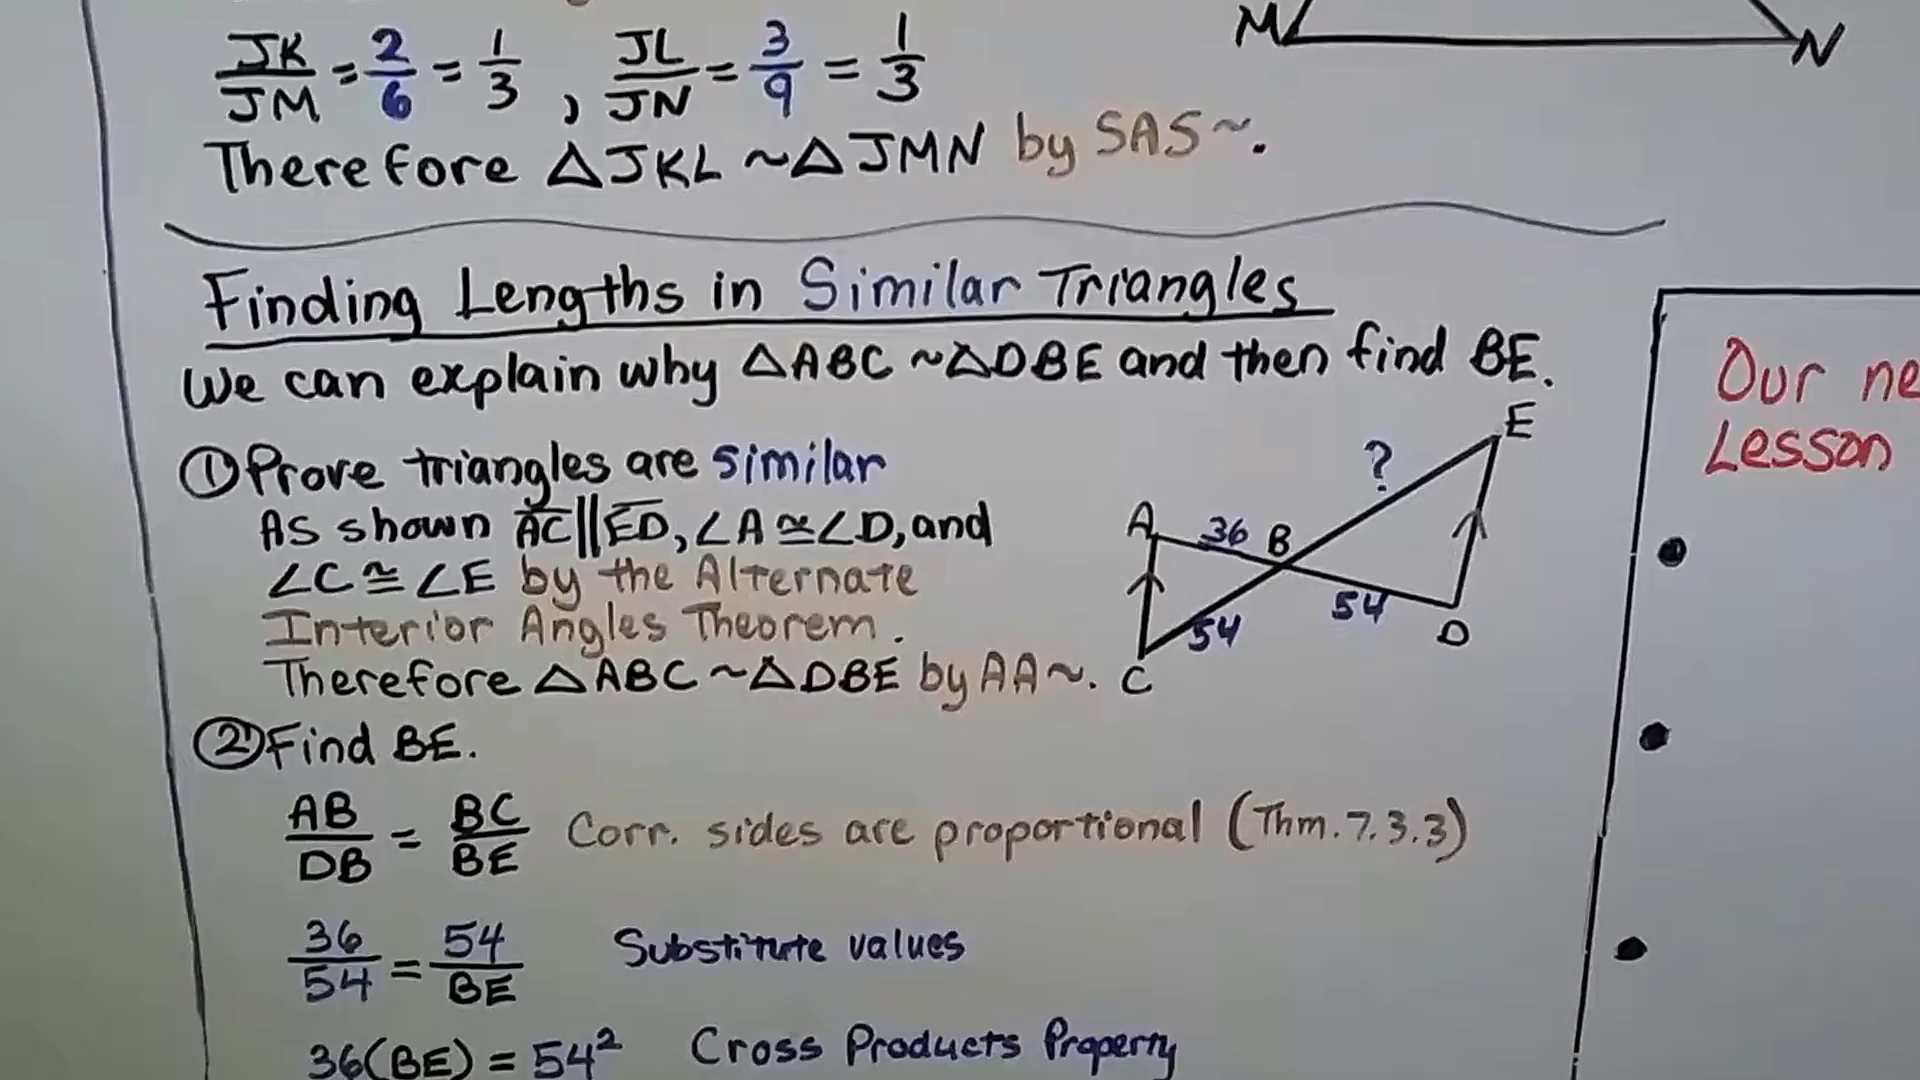 JK/JM = 2/6 = 1/3 , JL/JN = 3/9 = 1/3
Therefore △JKL ~ △JMN by SAS~.
M
N
Finding Lengths in Similar Triangles
We can explain why △ABC ~ △DBE and then find BE.
① Prove triangles are similar
As shown A̅C̅ || E̅D̅, ∠A ≅ ∠D, and
∠C ≅ ∠E by the Alternate
Interior Angles Theorem.
Therefore △ABC ~ △DBE by AA~.
E
?
A
36
B
54
54
D
C
② Find BE.
AB/DB = BC/BE Corr. sides are proportional (Thm. 7.3.3)
36/54 = 54/BE Substitute values
36(BE) = 54² Cross Products Property
Our ne
Lesson